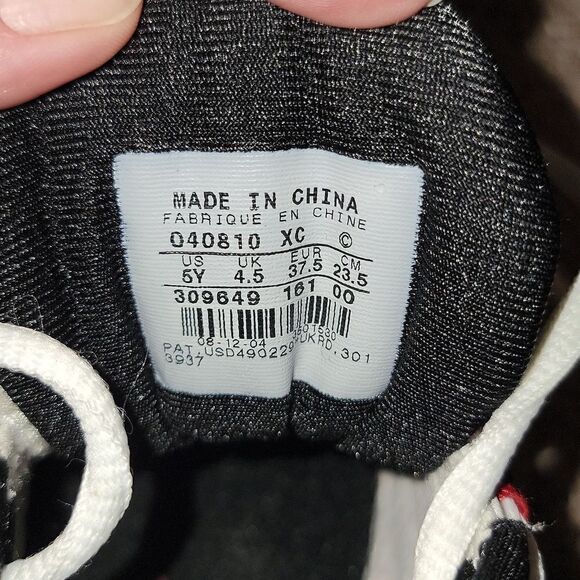 MADE IN CHINA
FABRIQUE EN CHINE
040810 XC ©
US UK EUR CM
5Y 4.5 37.5 23.5
309649 161 00
08-12-04
PAT. .301
3937